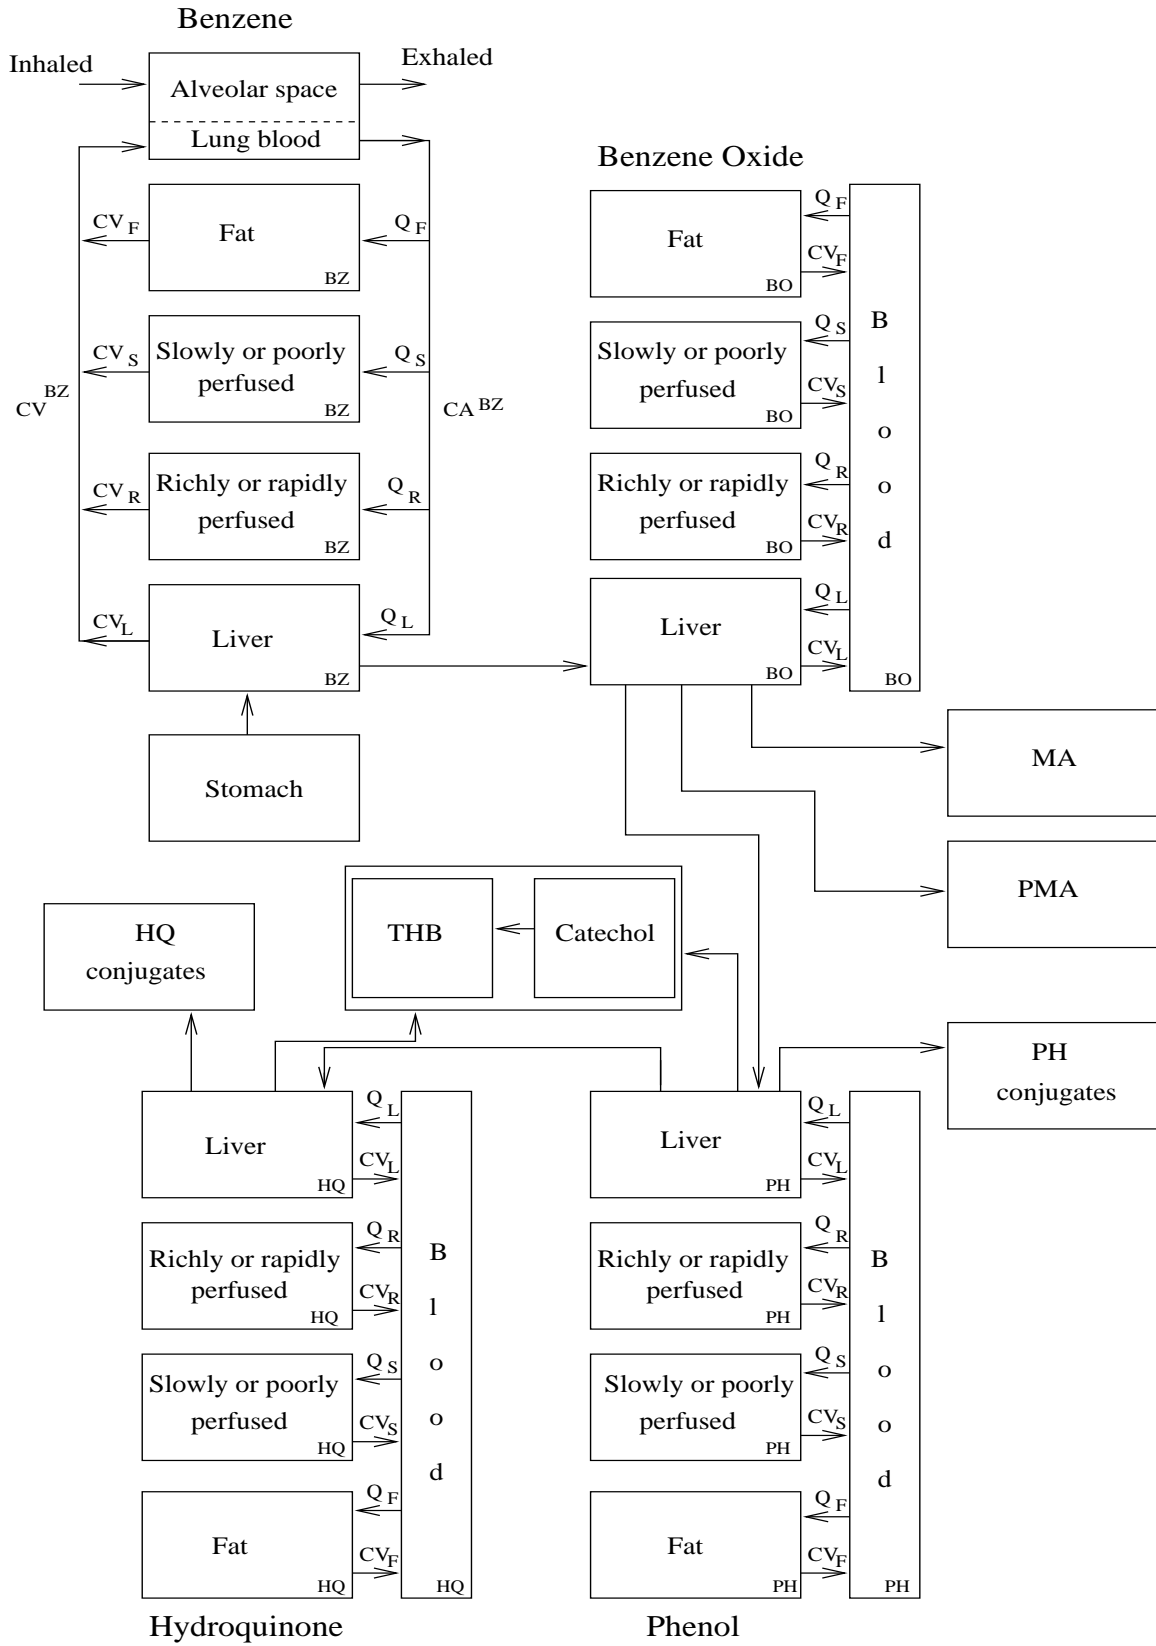 Benzene
Inhaled
Exhaled
Alveolar space
Lung blood
CV F
Fat
BZ
Q F
CV S
Slowly or poorly
perfused
BZ
Q S
CV BZ
CA BZ
CV R
Richly or rapidly
perfused
BZ
Q R
CV L
Liver
BZ
Q L
Stomach
Benzene Oxide
Fat
BO
Q F
CV F
Slowly or poorly
perfused
BO
Q S
CV S
Richly or rapidly
perfused
BO
Q R
CV R
Liver
BO
Q L
CV L
B
l
o
o
d
BO
MA
PMA
HQ
conjugates
THB
Catechol
PH
conjugates
Liver
HQ
Q L
CV L
Richly or rapidly
perfused
HQ
Q R
CV R
Slowly or poorly
perfused
HQ
Q S
CV S
Fat
HQ
Q F
CV F
B
l
o
o
d
HQ
Hydroquinone
Liver
PH
Q L
CV L
Richly or rapidly
perfused
PH
Q R
CV R
Slowly or poorly
perfused
PH
Q S
CV S
Fat
PH
Q F
CV F
B
l
o
o
d
PH
Phenol